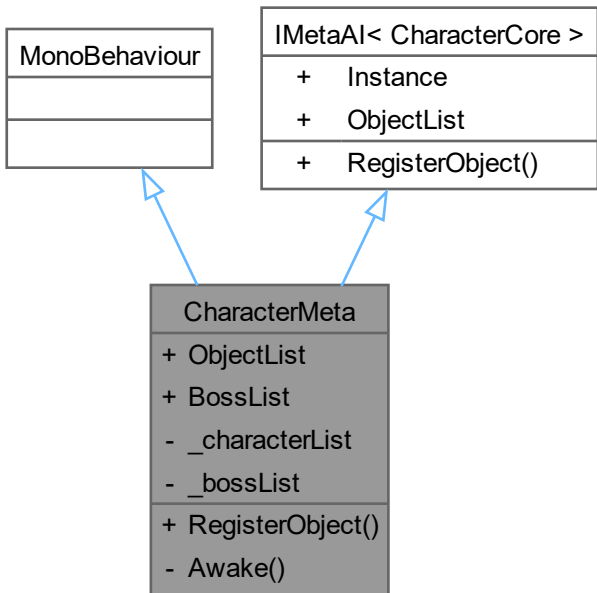 MonoBehaviour
IMetaAI< CharacterCore >
+ Instance
+ ObjectList
+ RegisterObject()
CharacterMeta
+ ObjectList
+ BossList
- _characterList
- _bossList
+ RegisterObject()
- Awake()